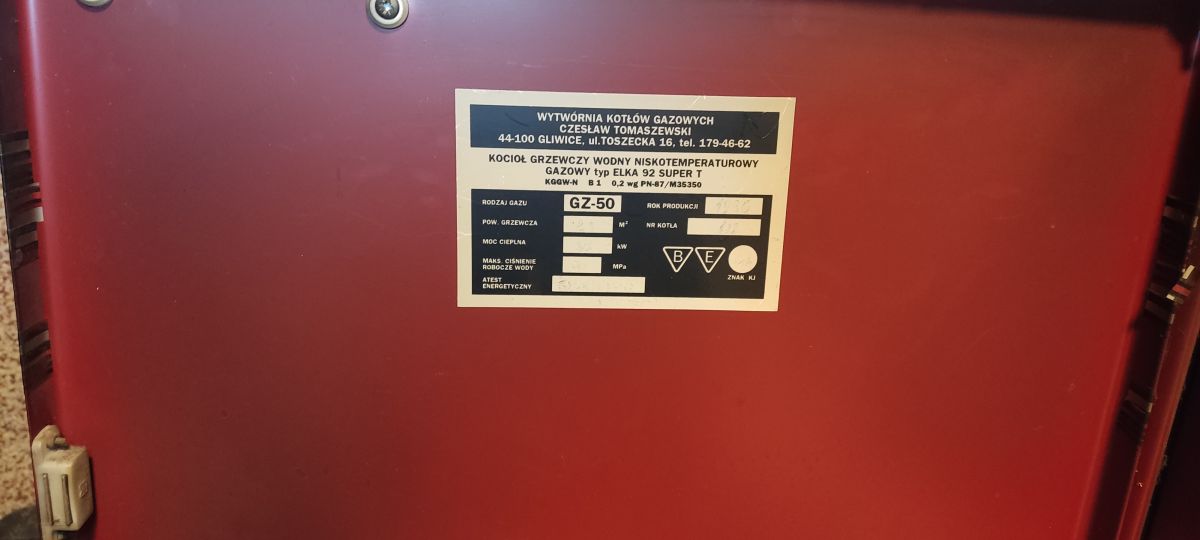 WYTWÓRNIA KOTŁÓW GAZOWYCH
CZESŁAW TOMASZEWSKI
44-100 GLIWICE, ul.TOSZECKA 16, tel. 179-46-62
KOCIOŁ GRZEWCZY WODNY NISKOTEMPERATUROWY
GAZOWY typ ELKA 92 SUPER T
KGGW-N B 1 0,2 wg PN-87/M35350
RODZAJ GAZU GZ-50 ROK PRODUKCJI
POW. GRZEWCZA M² NR KOTŁA
MOC CIEPLNA kW
B E
MAKS. CIŚNIENIE
ROBOCZE WODY MPa
ZNAK KJ
ATEST
ENERGETYCZNY